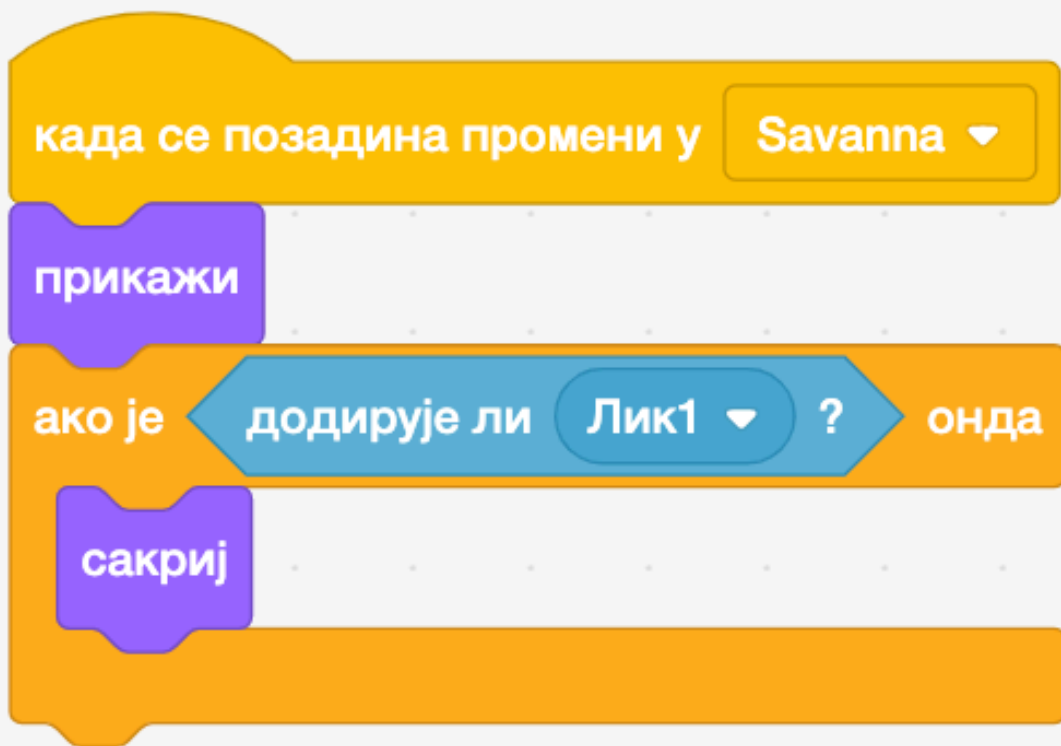 када се позадина промени у Savanna
прикажи
ако је додирује ли Лик1 ? онда
сакриј